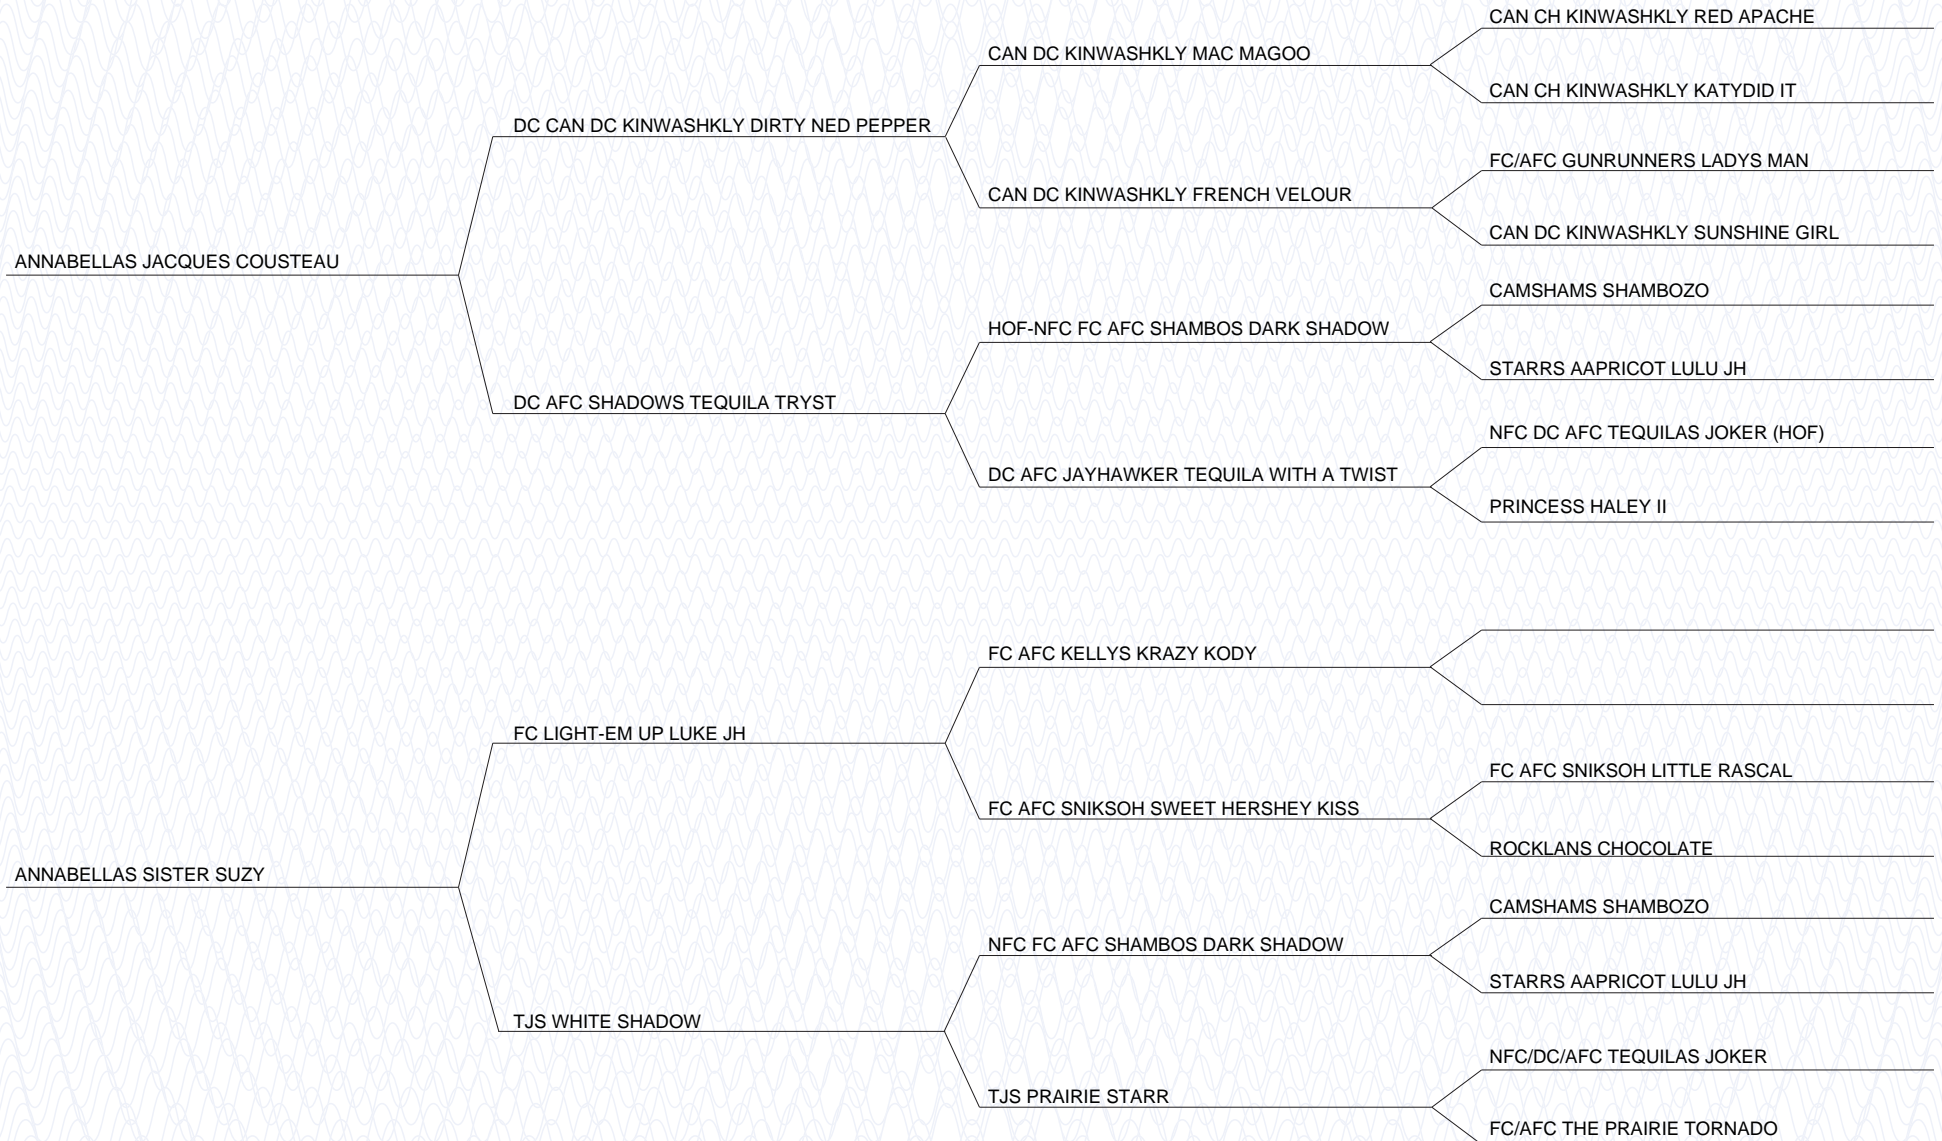 CAN CH KINWASHKLY RED APACHE
CAN DC KINWASHKLY MAC MAGOO
CAN CH KINWASHKLY KATYDID IT
DC CAN DC KINWASHKLY DIRTY NED PEPPER
FC/AFC GUNRUNNERS LADYS MAN
CAN DC KINWASHKLY FRENCH VELOUR
CAN DC KINWASHKLY SUNSHINE GIRL
ANNABELLAS JACQUES COUSTEAU
CAMSHAMS SHAMBOZO
HOF-NFC FC AFC SHAMBOS DARK SHADOW
STARRS AAPRICOT LULU JH
DC AFC SHADOWS TEQUILA TRYST
NFC DC AFC TEQUILAS JOKER (HOF)
DC AFC JAYHAWKER TEQUILA WITH A TWIST
PRINCESS HALEY II
FC AFC KELLYS KRAZY KODY
FC LIGHT-EM UP LUKE JH
FC AFC SNIKSOH LITTLE RASCAL
FC AFC SNIKSOH SWEET HERSHEY KISS
ROCKLANS CHOCOLATE
ANNABELLAS SISTER SUZY
CAMSHAMS SHAMBOZO
NFC FC AFC SHAMBOS DARK SHADOW
STARRS AAPRICOT LULU JH
TJS WHITE SHADOW
NFC/DC/AFC TEQUILAS JOKER
TJS PRAIRIE STARR
FC/AFC THE PRAIRIE TORNADO